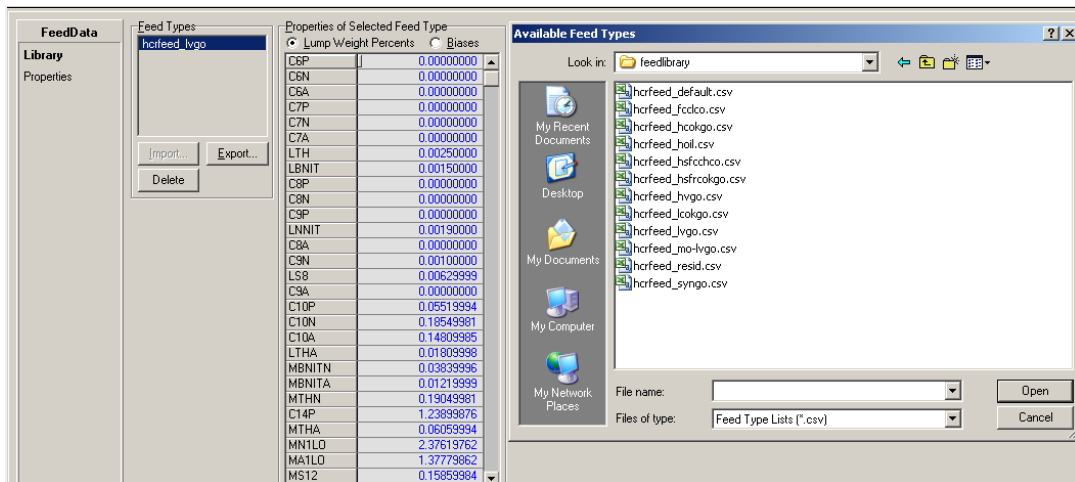 FeedData
Library
Properties
Feed Types
hcrfeed_lvgo
Import...
Export...
Delete
Properties of Selected Feed Type
Lump Weight Percents
Biases
C6P 0.00000000
C6N 0.00000000
C6A 0.00000000
C7P 0.00000000
C7N 0.00000000
C7A 0.00000000
LTH 0.00250000
LBNIT 0.00150000
C8P 0.00000000
C8N 0.00000000
C9P 0.00000000
LNNIT 0.00190000
C8A 0.00000000
C9N 0.00100000
LS8 0.00629999
C9A 0.00000000
C10P 0.05519994
C10N 0.18549981
C10A 0.14809985
LTHA 0.01809998
MBNITN 0.03839996
MBNITA 0.01219999
MTHN 0.19049981
C14P 1.23899876
MTHA 0.06059994
MN1LO 2.37619762
MA1LO 1.37779862
MS12 0.15859984
Available Feed Types
Look in:
feedlibrary
My Recent
Documents
Desktop
My Documents
My Computer
My Network
Places
hcrfeed_default.csv
hcrfeed_fcclco.csv
hcrfeed_hcokgo.csv
hcrfeed_hoil.csv
hcrfeed_hsfcchco.csv
hcrfeed_hsfrcokgo.csv
hcrfeed_hvgo.csv
hcrfeed_lcokgo.csv
hcrfeed_lvgo.csv
hcrfeed_mo-lvgo.csv
hcrfeed_resid.csv
hcrfeed_syngo.csv
File name:
Open
Files of type:
Feed Type Lists (*.csv)
Cancel